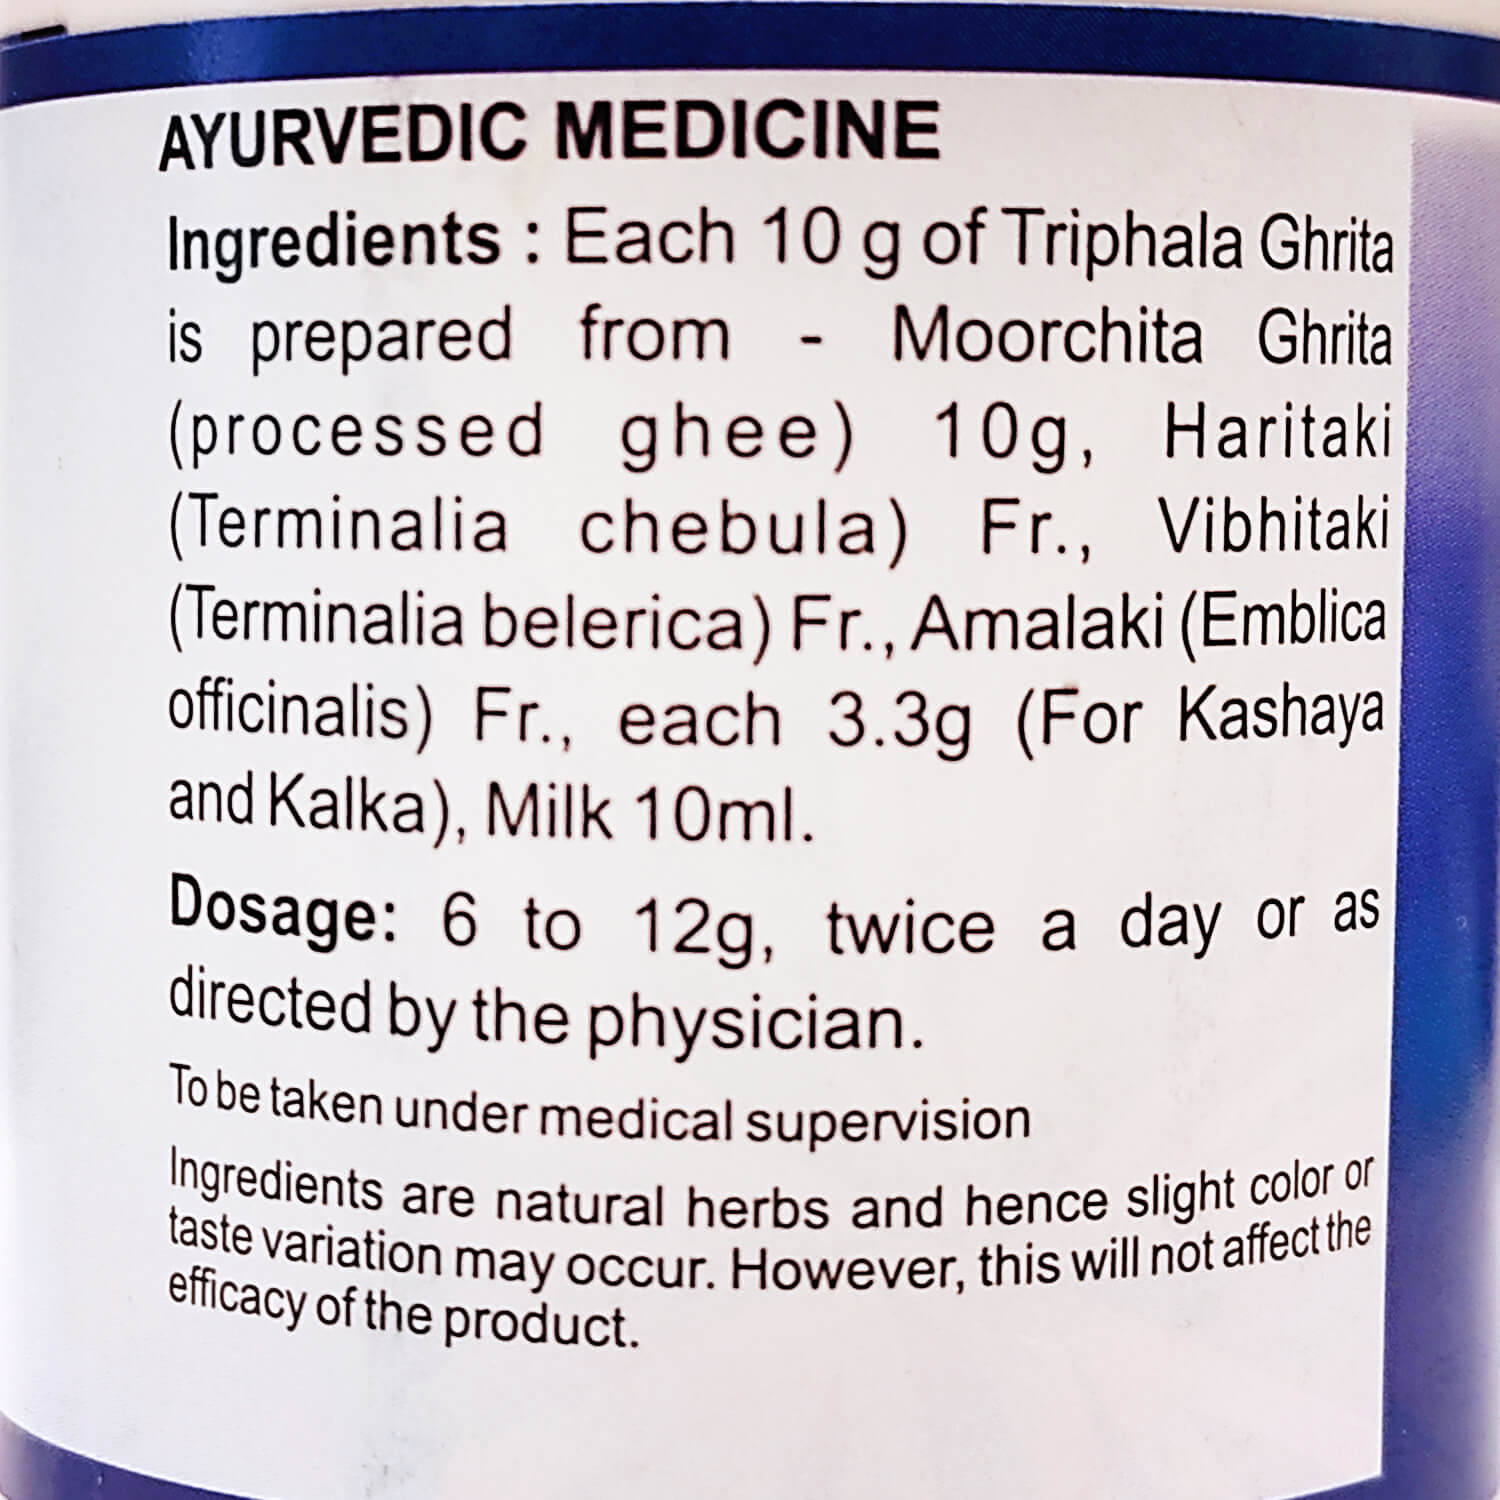 AYURVEDIC MEDICINE
Ingredients : Each 10 g of Triphala Ghrita
is prepared from - Moorchita Ghrita
(processed ghee) 10g, Haritaki
(Terminalia chebula) Fr., Vibhitaki
(Terminalia belerica) Fr., Amalaki (Emblica
officinalis) Fr., each 3.3g (For Kashaya
and Kalka), Milk 10ml.
Dosage: 6 to 12g, twice a day or as
directed by the physician.
To be taken under medical supervision
Ingredients are natural herbs and hence slight color or
taste variation may occur. However, this will not affect the
efficacy of the product.